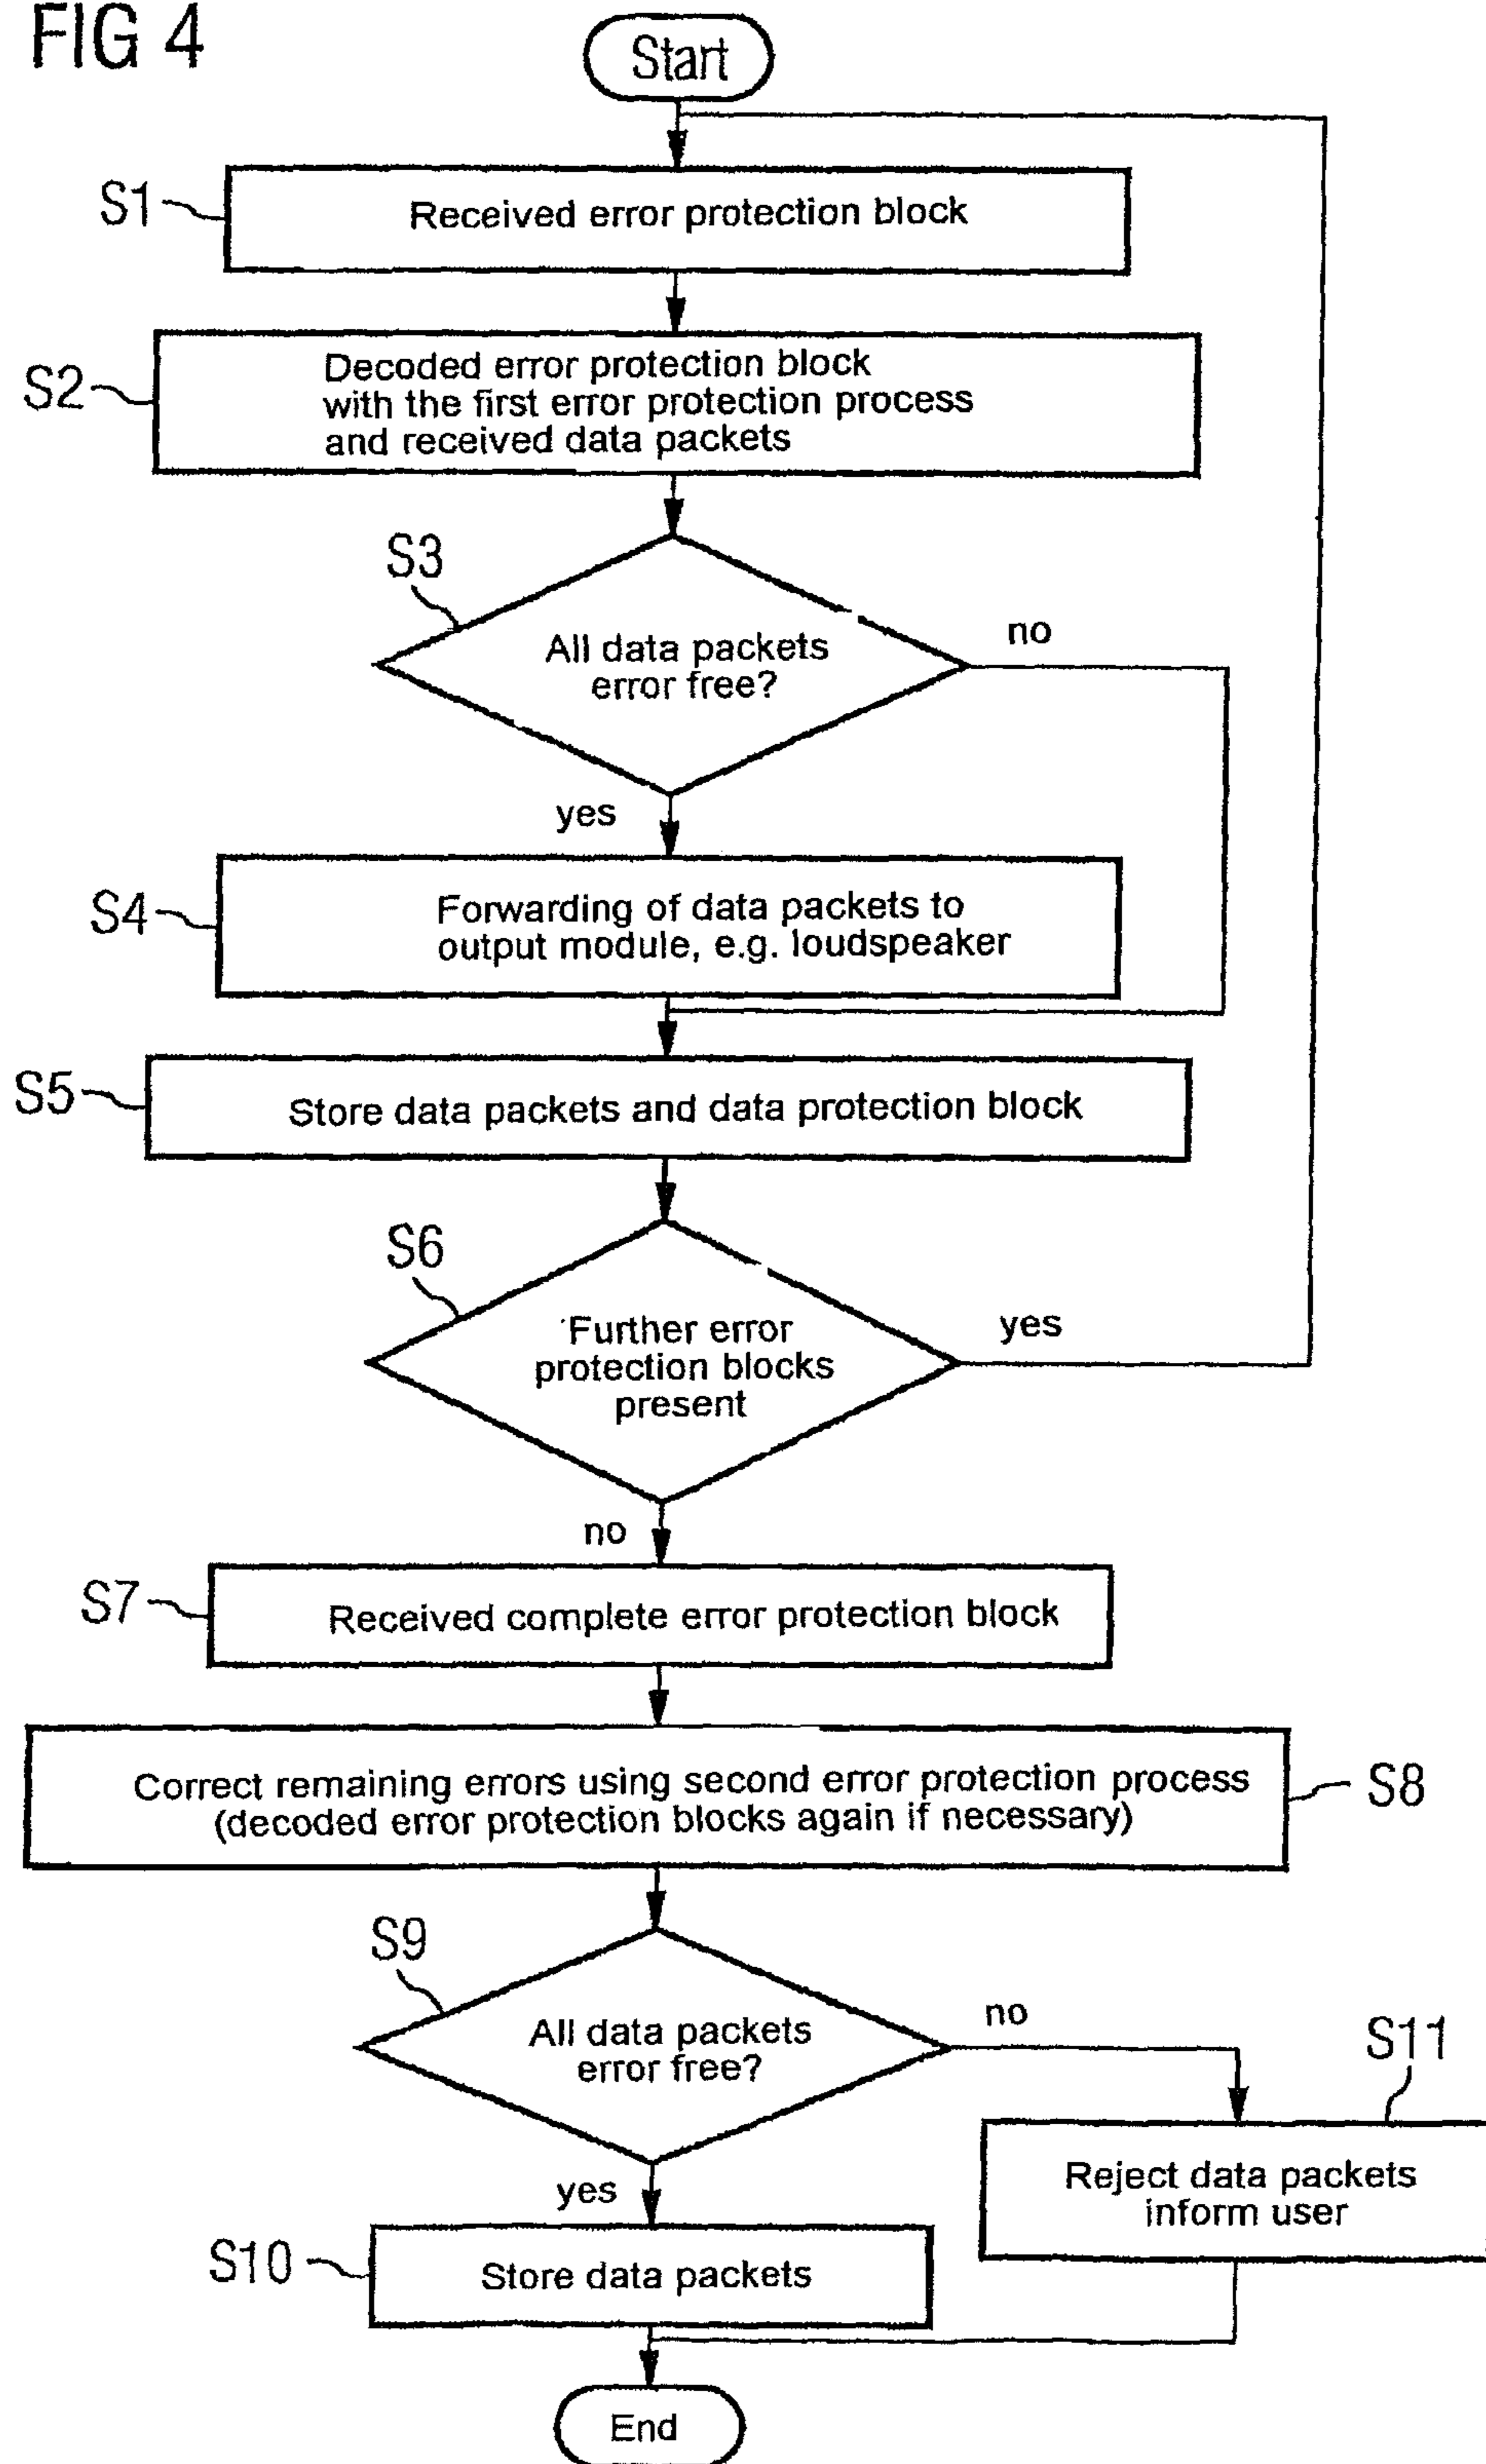 FIG 4
Start
S1
Received error protection block
S2
Decoded error protection block
with the first error protection process
and received data packets
S3
All data packets
error free?
no
yes
S4
Forwarding of data packets to
output module, e.g. loudspeaker
S5
Store data packets and data protection block
S6
Further error
protection blocks
present
yes
no
S7
Received complete error protection block
Correct remaining errors using second error protection process
(decoded error protection blocks again if necessary)
S8
S9
All data packets
error free?
no
S11
Reject data packets
inform user
yes
S10
Store data packets
End